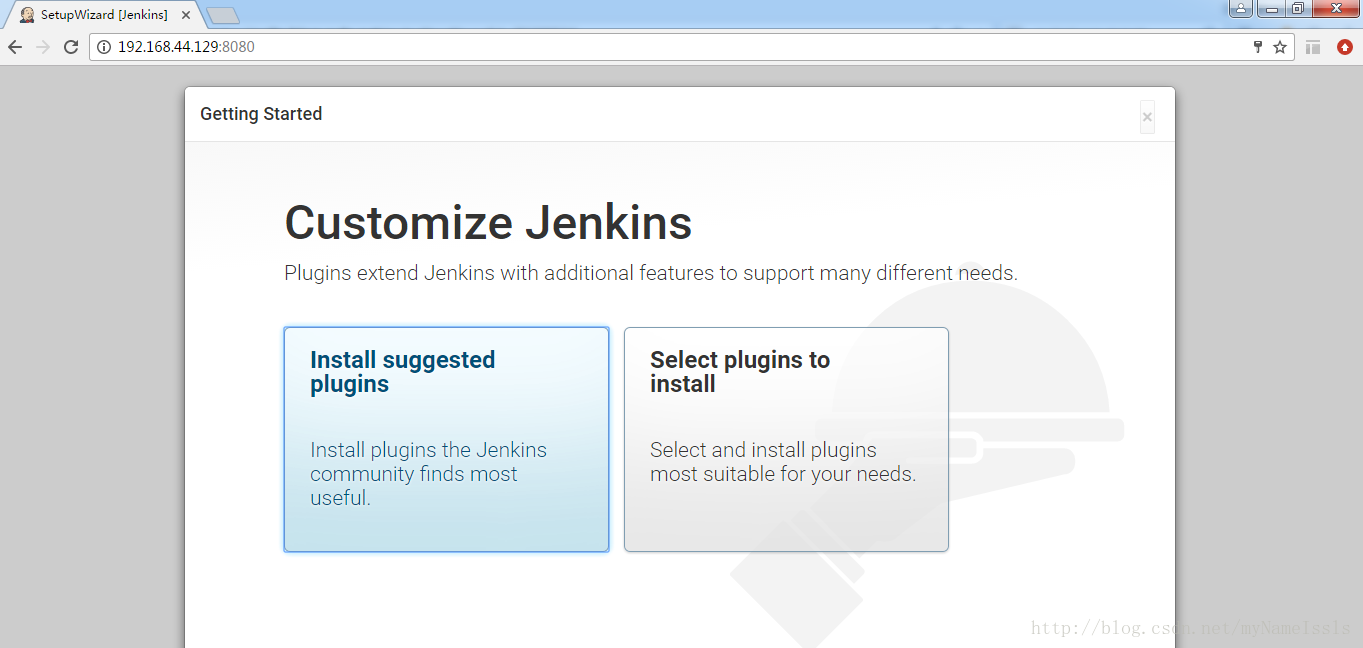 SetupWizard [Jenkins]
192.168.44.129:8080
Getting Started
Customize Jenkins
Plugins extend Jenkins with additional features to support many different needs.
Install suggested
plugins
Install plugins the Jenkins
community finds most
useful.
Select plugins to
install
Select and install plugins
most suitable for your needs.
http://blog.csdn.net/myNameIssls